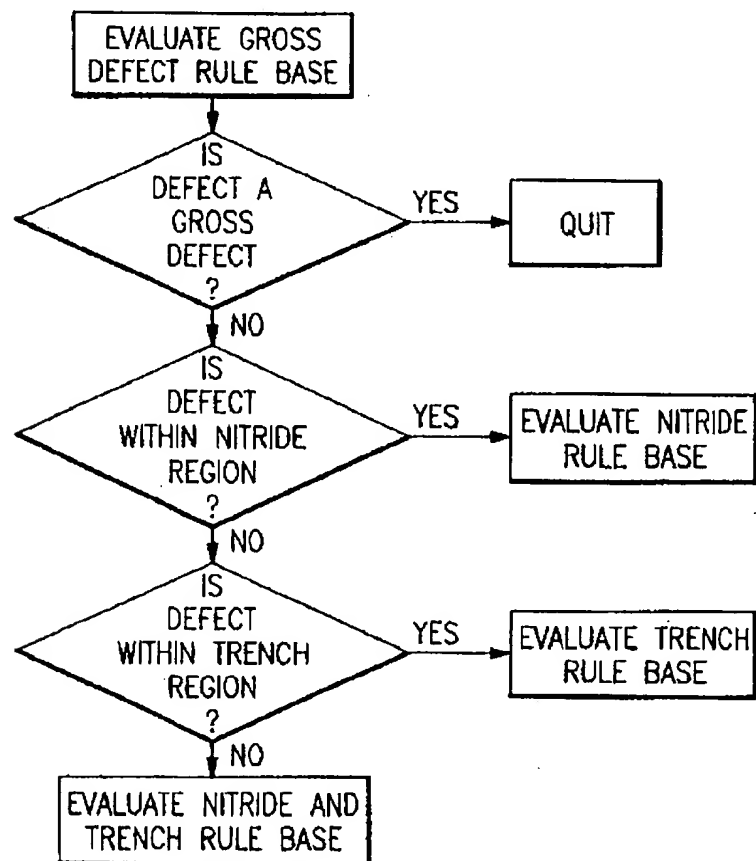 EVALUATE GROSS
DEFECT RULE BASE
IS
DEFECT A
GROSS
DEFECT
?
YES
QUIT
NO
IS
DEFECT
WITHIN NITRIDE
REGION
?
YES
EVALUATE NITRIDE
RULE BASE
NO
IS
DEFECT
WITHIN TRENCH
REGION
?
YES
EVALUATE TRENCH
RULE BASE
NO
EVALUATE NITRIDE AND
TRENCH RULE BASE